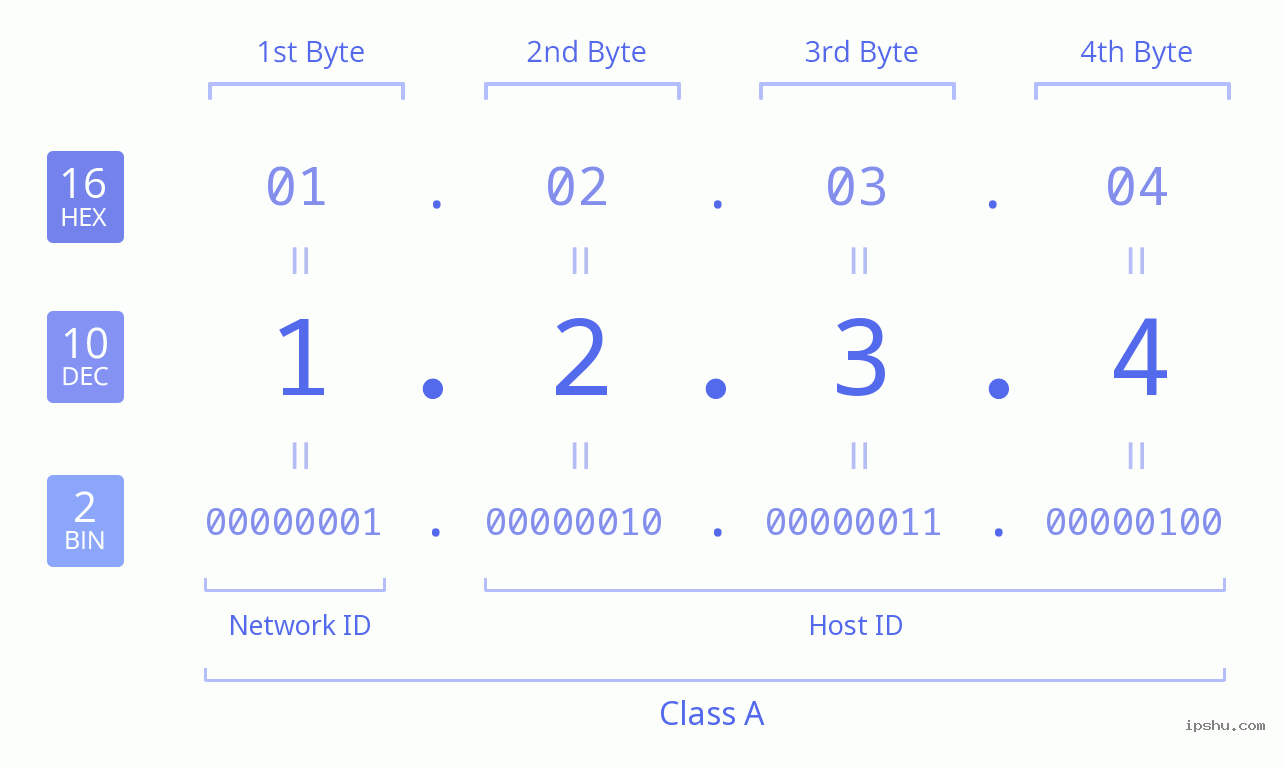 1st Byte 2nd Byte 3rd Byte 4th Byte
16
HEX
01 . 02 . 03 . 04
= = = =
10
DEC
1 . 2 . 3 . 4
= = = =
2
BIN
00000001 . 00000010 . 00000011 . 00000100
Network ID Host ID
Class A
ipshu.com